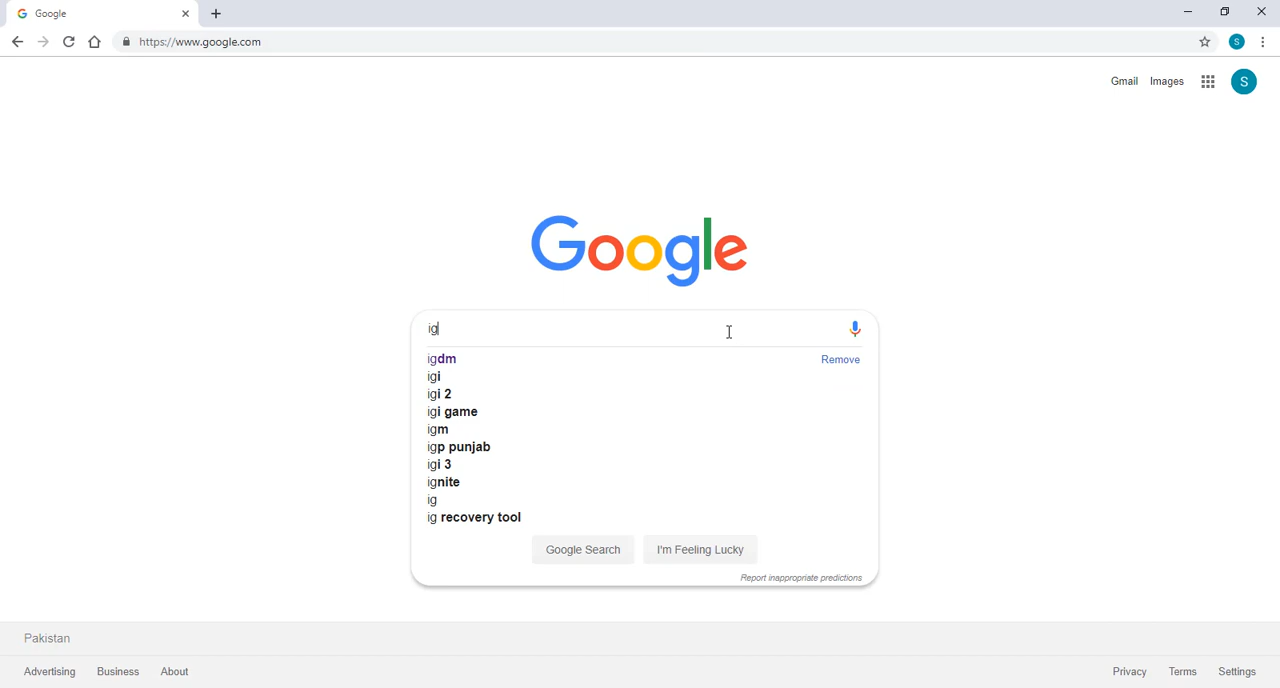 Google
https://www.google.com
S
Gmail Images
S
Google
ig
igdm Remove
igi
igi 2
igi game
igm
igp punjab
igi 3
ignite
ig
ig recovery tool
Google Search I'm Feeling Lucky
Report inappropriate predictions
Pakistan
Advertising Business About Privacy Terms Settings